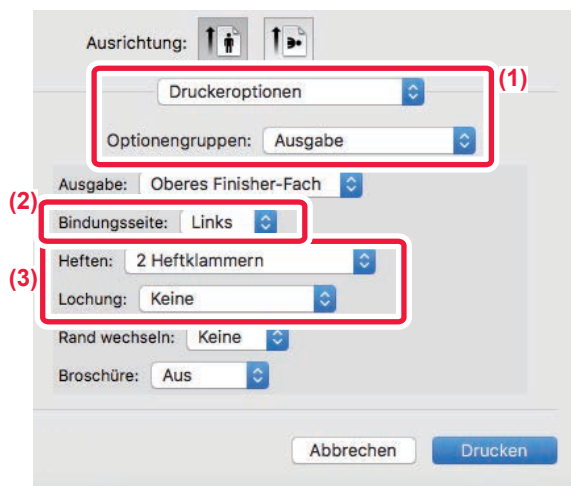 Ausrichtung:
(1)
Druckeroptionen
Optionengruppen: Ausgabe
Ausgabe: Oberes Finisher-Fach
(2)
Bindungsseite: Links
(3)
Heften: 2 Heftklammern
Lochung: Keine
Rand wechseln: Keine
Broschüre: Aus
Abbrechen Drucken